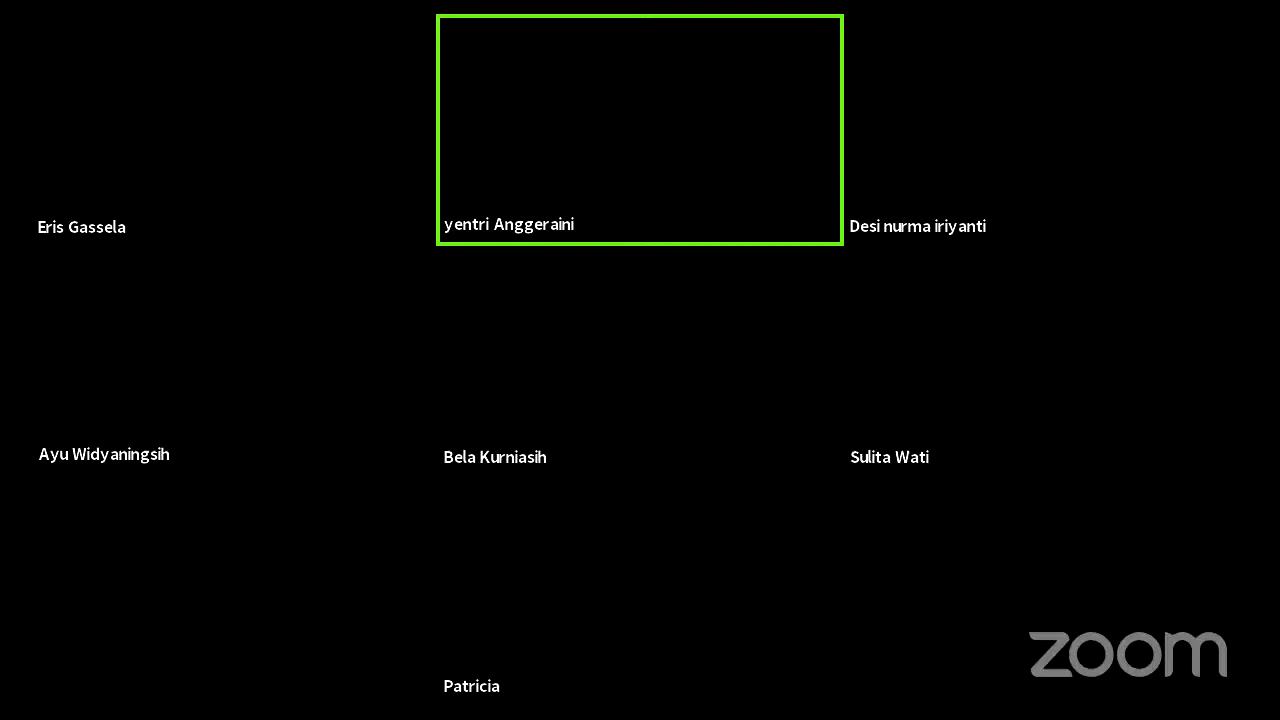 Eris Gassela
yentri Anggeraini
Desi nurma iriyanti
Ayu Widyaningsih
Bela Kurniasih
Sulita Wati
Patricia
zoom